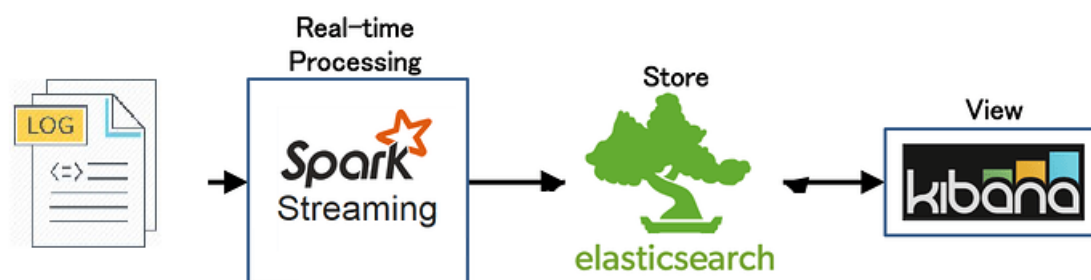 Real-time
Processing
LOG
<=>
Spark
Streaming
Store
elasticsearch
View
kibana